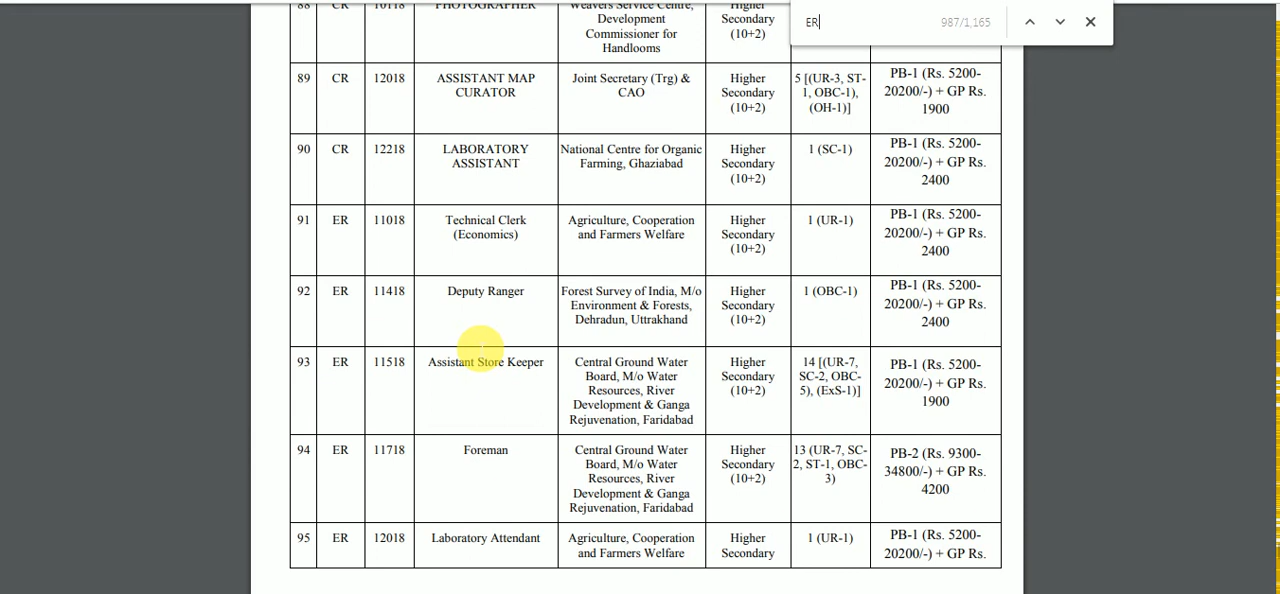 ER
987/1,165
88 CR 10118 PHOTOGRAPHER Weavers Service Centre,
Development
Commissioner for
Handlooms
Higher
Secondary
(10+2)
89 CR 12018 ASSISTANT MAP
CURATOR
Joint Secretary (Trg) &
CAO
Higher
Secondary
(10+2)
5 [(UR-3, ST-
1, OBC-1),
(OH-1)]
PB-1 (Rs. 5200-
20200/-) + GP Rs.
1900
90 CR 12218 LABORATORY
ASSISTANT
National Centre for Organic
Farming, Ghaziabad
Higher
Secondary
(10+2)
1 (SC-1)
PB-1 (Rs. 5200-
20200/-) + GP Rs.
2400
91 ER 11018 Technical Clerk
(Economics)
Agriculture, Cooperation
and Farmers Welfare
Higher
Secondary
(10+2)
1 (UR-1)
PB-1 (Rs. 5200-
20200/-) + GP Rs.
2400
92 ER 11418 Deputy Ranger
Forest Survey of India, M/o
Environment & Forests,
Dehradun, Uttrakhand
Higher
Secondary
(10+2)
1 (OBC-1)
PB-1 (Rs. 5200-
20200/-) + GP Rs.
2400
93 ER 11518 Assistant Store Keeper
Central Ground Water
Board, M/o Water
Resources, River
Development & Ganga
Rejuvenation, Faridabad
Higher
Secondary
(10+2)
14 [(UR-7,
SC-2, OBC-
5), (ExS-1)]
PB-1 (Rs. 5200-
20200/-) + GP Rs.
1900
94 ER 11718 Foreman
Central Ground Water
Board, M/o Water
Resources, River
Development & Ganga
Rejuvenation, Faridabad
Higher
Secondary
(10+2)
13 (UR-7, SC-
2, ST-1, OBC-
3)
PB-2 (Rs. 9300-
34800/-) + GP Rs.
4200
95 ER 12018 Laboratory Attendant
Agriculture, Cooperation
and Farmers Welfare
Higher
Secondary
1 (UR-1)
PB-1 (Rs. 5200-
20200/-) + GP Rs.